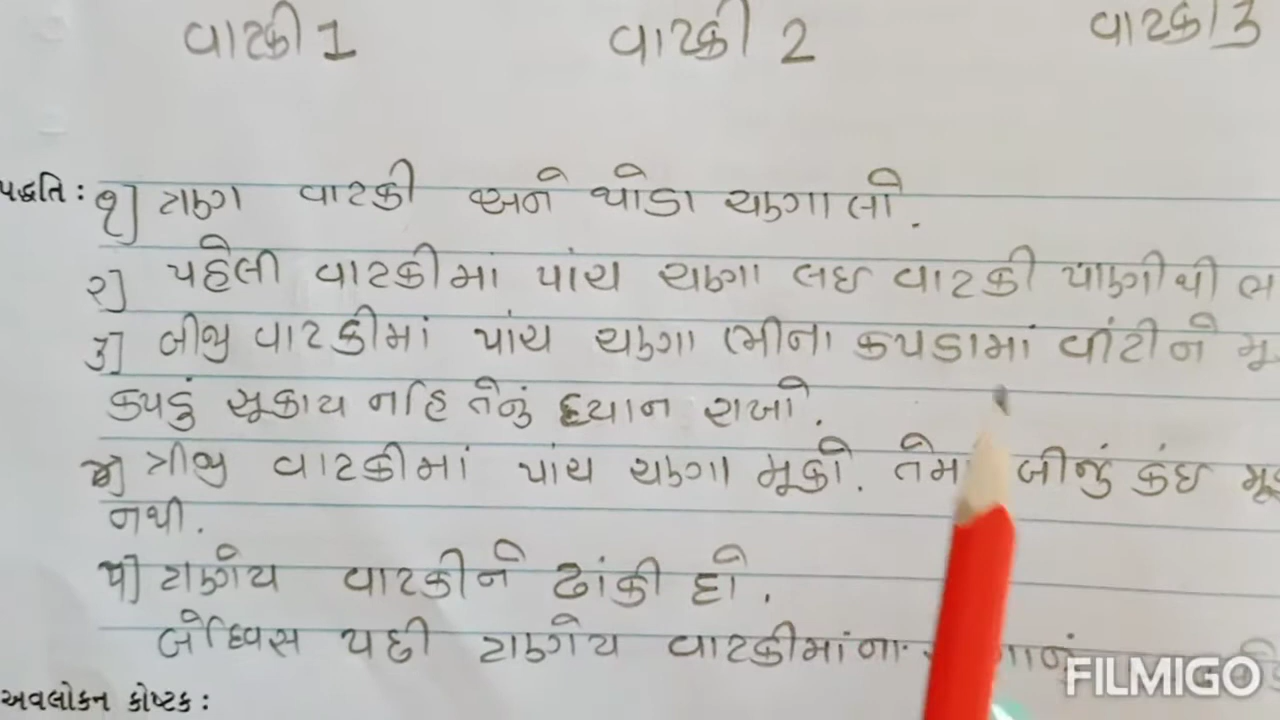 વાટકી 1 વાટકી 2 વાટકી 3
પદ્ધતિ : ૧] ત્રણ વાટકી અને થોડા ચણા લો.
૨] પહેલી વાટકીમાં પાંચ ચણા લઇ વાટકી પાણીથી ભ
૩] બીજી વાટકીમાં પાંચ ચણા ભીના કપડામાં વીંટીને મૂ
કપડું સૂકાય નહિ તેનું ધ્યાન રાખો.
૪] ત્રીજી વાટકીમાં પાંચ ચણા મૂકો. તેમાં બીજું કંઇ
નથી.
૫] ત્રણેય વાટકીને ઢાંકી દો.
બે દિવસ પછી ત્રણેય વાટકીમાંના
FILMIGO
અવલોકન કોષ્ટક :